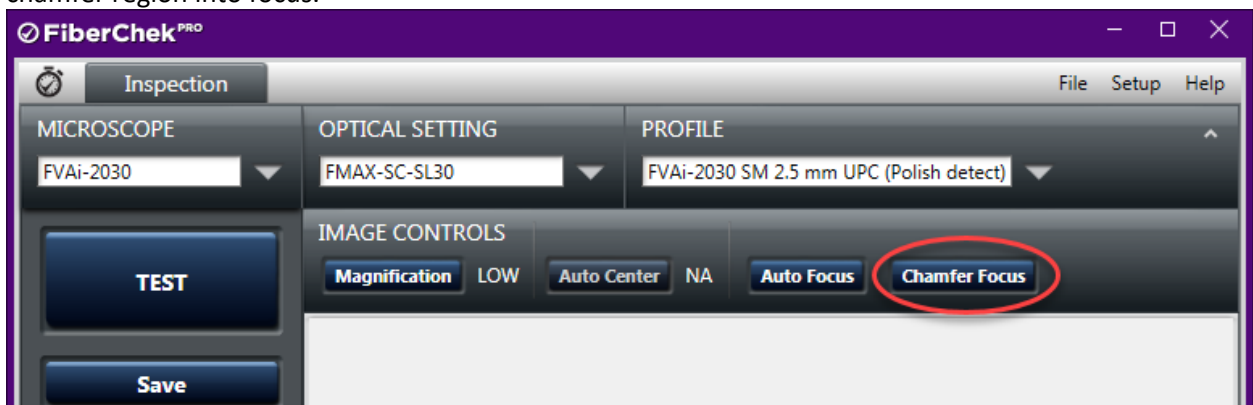 chamfer region into focus.
FiberChek PRO
Inspection
File Setup Help
MICROSCOPE
FVAi-2030
OPTICAL SETTING
FMAX-SC-SL30
PROFILE
FVAi-2030 SM 2.5 mm UPC (Polish detect)
TEST
Save
IMAGE CONTROLS
Magnification LOW Auto Center NA Auto Focus Chamfer Focus